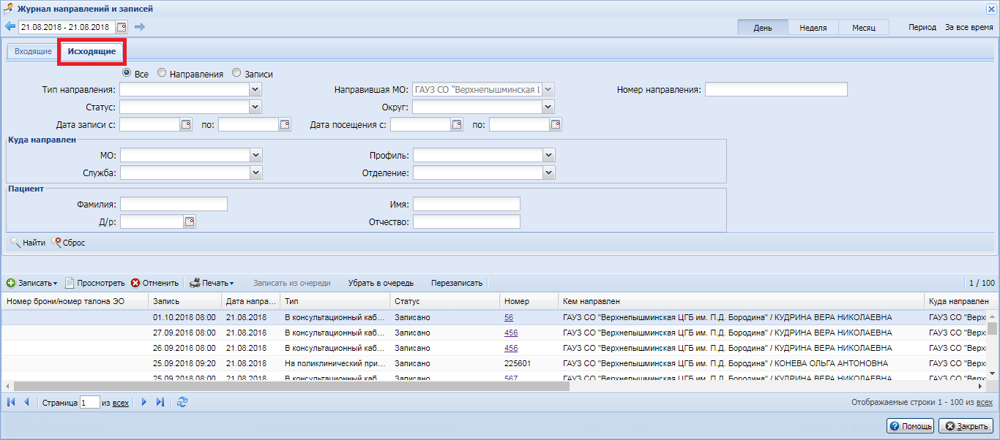 Журнал направлений и записей
21.08.2018 - 21.08.2018 День Неделя Месяц Период За все время
Входящие Исходящие
Все Направления Записи
Тип направления: Направившая МО: ГАУЗ СО "Верхнепышминская Ц Номер направления:
Статус: Округ:
Дата записи с: по: Дата посещения с: по:
Куда направлен
МО: Профиль:
Служба: Отделение:
Пациент
Фамилия: Имя:
Д/р: Отчество:
Найти Сброс
Записать Просмотреть Отменить Печать Записать из очереди Убрать в очередь Перезаписать 1 / 100
Номер брони/номер талона ЭО Запись Дата напра... Тип Статус Номер Кем направлен Куда направлен
01.10.2018 08:00 21.08.2018 В консультационный каб... Записано 56 ГАУЗ СО "Верхнепышминская ЦГБ им. П.Д. Бородина" / КУДРИНА ВЕРА НИКОЛАЕВНА ГАУЗ СО "Верхн
27.09.2018 08:00 21.08.2018 В консультационный каб... Записано 456 ГАУЗ СО "Верхнепышминская ЦГБ им. П.Д. Бородина" / КУДРИНА ВЕРА НИКОЛАЕВНА ГАУЗ СО "Верхн
26.09.2018 08:00 21.08.2018 В консультационный каб... Записано 456 ГАУЗ СО "Верхнепышминская ЦГБ им. П.Д. Бородина" / КУДРИНА ВЕРА НИКОЛАЕВНА ГАУЗ СО "Верхн
25.09.2018 09:20 21.08.2018 На поликлинический при... Записано 225601 ГАУЗ СО "Верхнепышминская ЦГБ им. П.Д. Бородина" / КОНЕВА ОЛЬГА АНТОНОВНА ГАУЗ СО "Верхн
25.09.2018 08:00 21.08.2018 В консультационный каб... Записано 567 ГАУЗ СО "Верхнепышминская ЦГБ им. П.Д. Бородина" / КУДРИНА ВЕРА НИКОЛАЕВНА ГАУЗ СО "Верхн
Страница 1 из всех Отображаемые строки 1 - 100 из всех
Помощь Закрыть